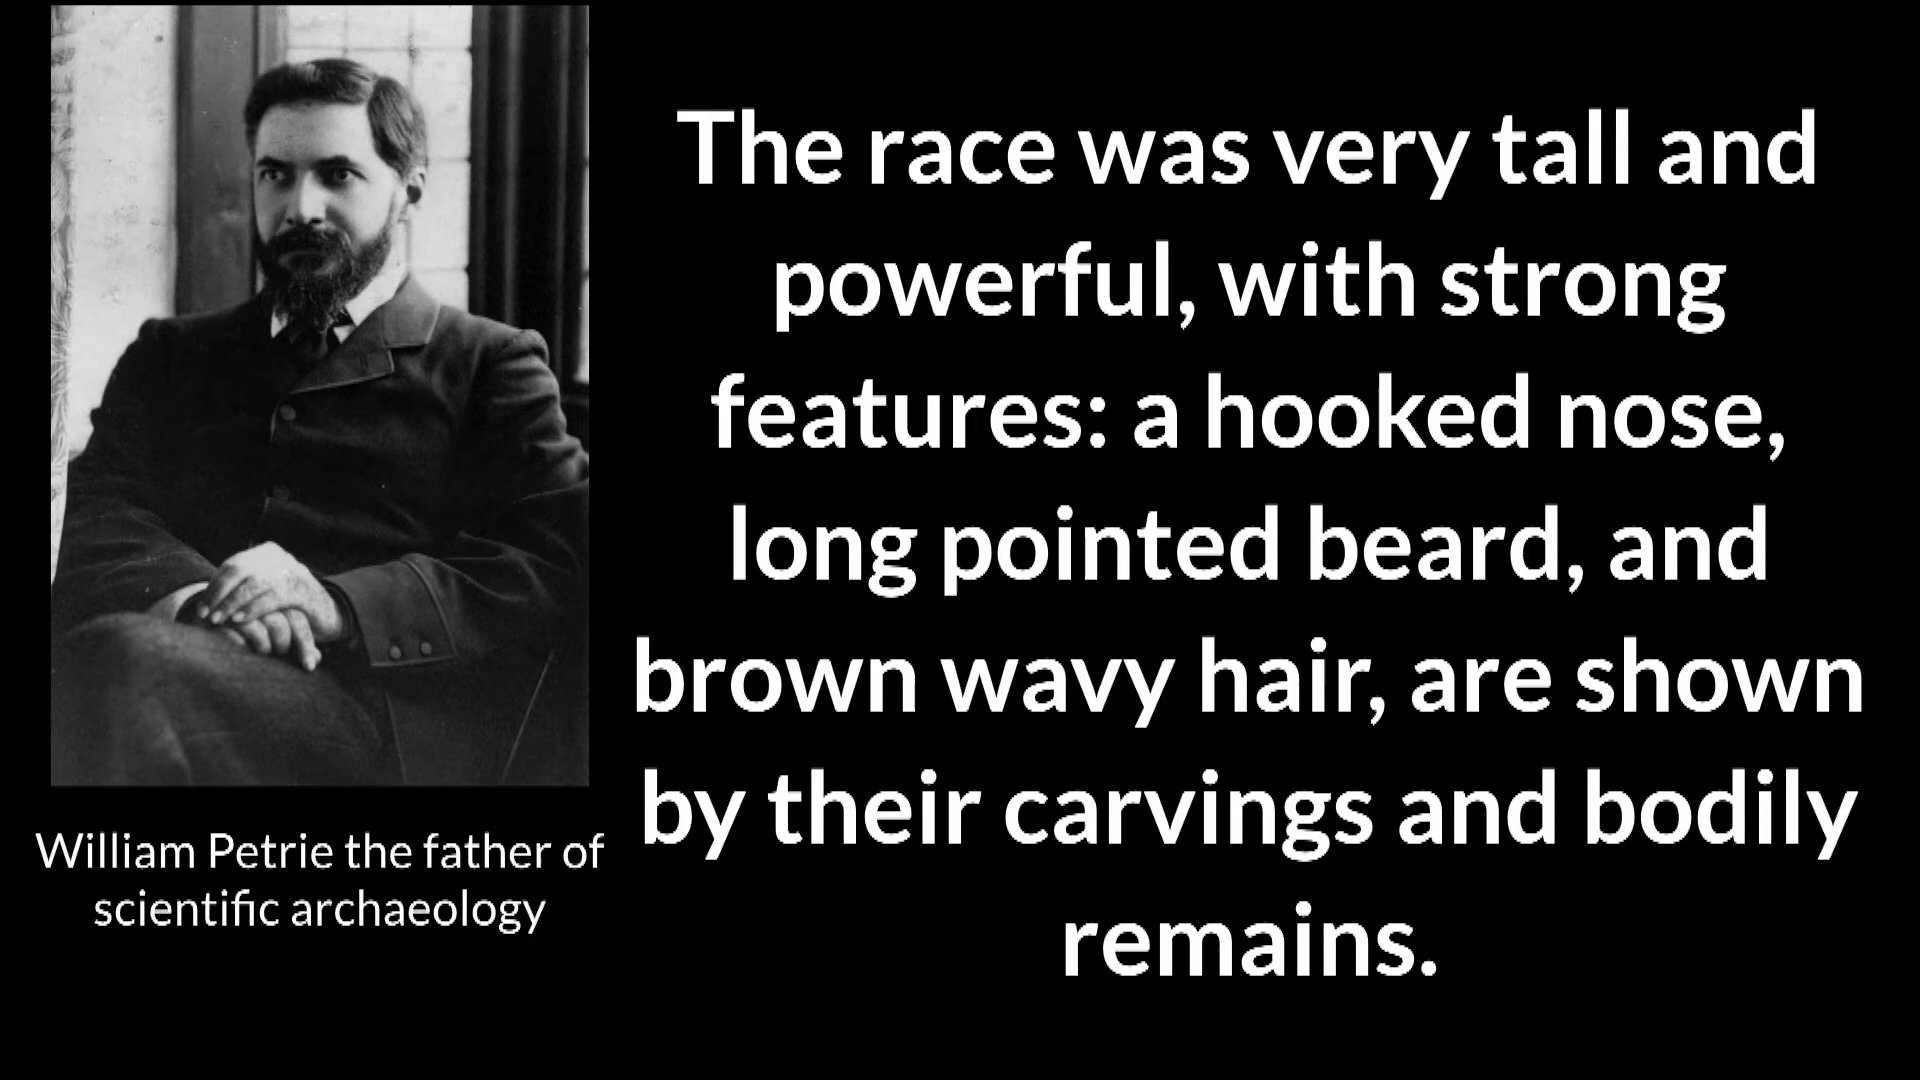 The race was very tall and
powerful, with strong
features: a hooked nose,
long pointed beard, and
brown wavy hair, are shown
by their carvings and bodily
remains.
William Petrie the father of
scientific archaeology